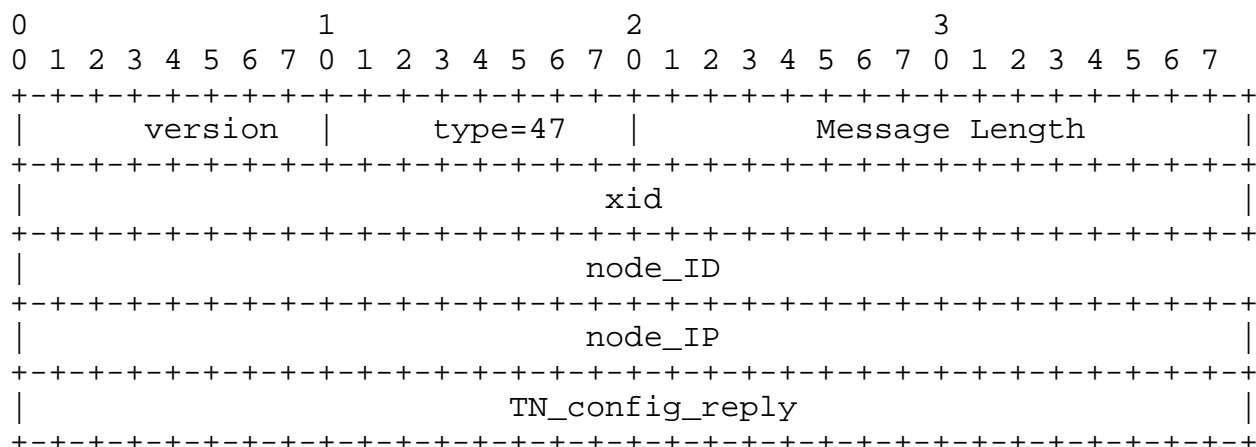 0 1 2 3
0 1 2 3 4 5 6 7 0 1 2 3 4 5 6 7 0 1 2 3 4 5 6 7 0 1 2 3 4 5 6 7
+-+-+-+-+-+-+-+-+-+-+-+-+-+-+-+-+-+-+-+-+-+-+-+-+-+-+-+-+-+-+-+-+
| version | type=47 | Message Length |
+-+-+-+-+-+-+-+-+-+-+-+-+-+-+-+-+-+-+-+-+-+-+-+-+-+-+-+-+-+-+-+-+
| xid |
+-+-+-+-+-+-+-+-+-+-+-+-+-+-+-+-+-+-+-+-+-+-+-+-+-+-+-+-+-+-+-+-+
| node_ID |
+-+-+-+-+-+-+-+-+-+-+-+-+-+-+-+-+-+-+-+-+-+-+-+-+-+-+-+-+-+-+-+-+
| node_IP |
+-+-+-+-+-+-+-+-+-+-+-+-+-+-+-+-+-+-+-+-+-+-+-+-+-+-+-+-+-+-+-+-+
| TN_config_reply |
+-+-+-+-+-+-+-+-+-+-+-+-+-+-+-+-+-+-+-+-+-+-+-+-+-+-+-+-+-+-+-+-+